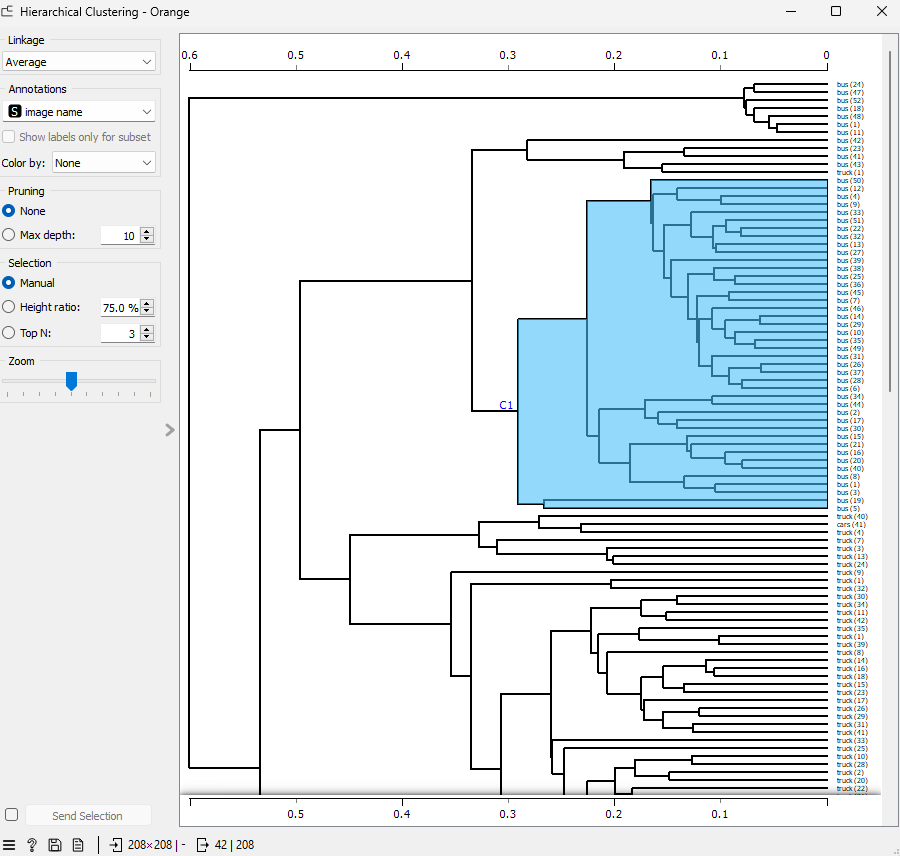 Hierarchical Clustering - Orange
Linkage
Average
Annotations
S image name
Show labels only for subset
Color by: None
Pruning
None
Max depth: 10
Selection
Manual
Height ratio: 75.0 %
Top N: 3
Zoom
Send Selection
0.6 0.5 0.4 0.3 0.2 0.1 0
bus (24)
bus (47)
bus (52)
bus (18)
bus (48)
bus (1)
bus (11)
bus (42)
bus (23)
bus (41)
bus (43)
truck (1)
bus (50)
bus (12)
bus (4)
bus (9)
bus (33)
bus (51)
bus (22)
bus (32)
bus (13)
bus (27)
bus (39)
bus (38)
bus (25)
bus (36)
bus (45)
bus (7)
bus (46)
bus (14)
bus (29)
bus (10)
bus (35)
bus (49)
bus (31)
bus (26)
bus (37)
bus (28)
bus (6)
bus (34)
C1
bus (44)
bus (2)
bus (17)
bus (30)
bus (15)
bus (21)
bus (16)
bus (20)
bus (40)
bus (8)
bus (1)
bus (3)
bus (19)
bus (5)
truck (40)
cars (41)
truck (4)
truck (7)
truck (3)
truck (13)
truck (24)
truck (9)
truck (1)
truck (32)
truck (30)
truck (34)
truck (11)
truck (42)
truck (35)
truck (1)
truck (39)
truck (8)
truck (14)
truck (16)
truck (18)
truck (15)
truck (23)
truck (17)
truck (26)
truck (29)
truck (31)
truck (41)
truck (33)
truck (25)
truck (10)
truck (28)
truck (2)
truck (20)
truck (22)
0.5 0.4 0.3 0.2 0.1
208×208 | - 42 | 208